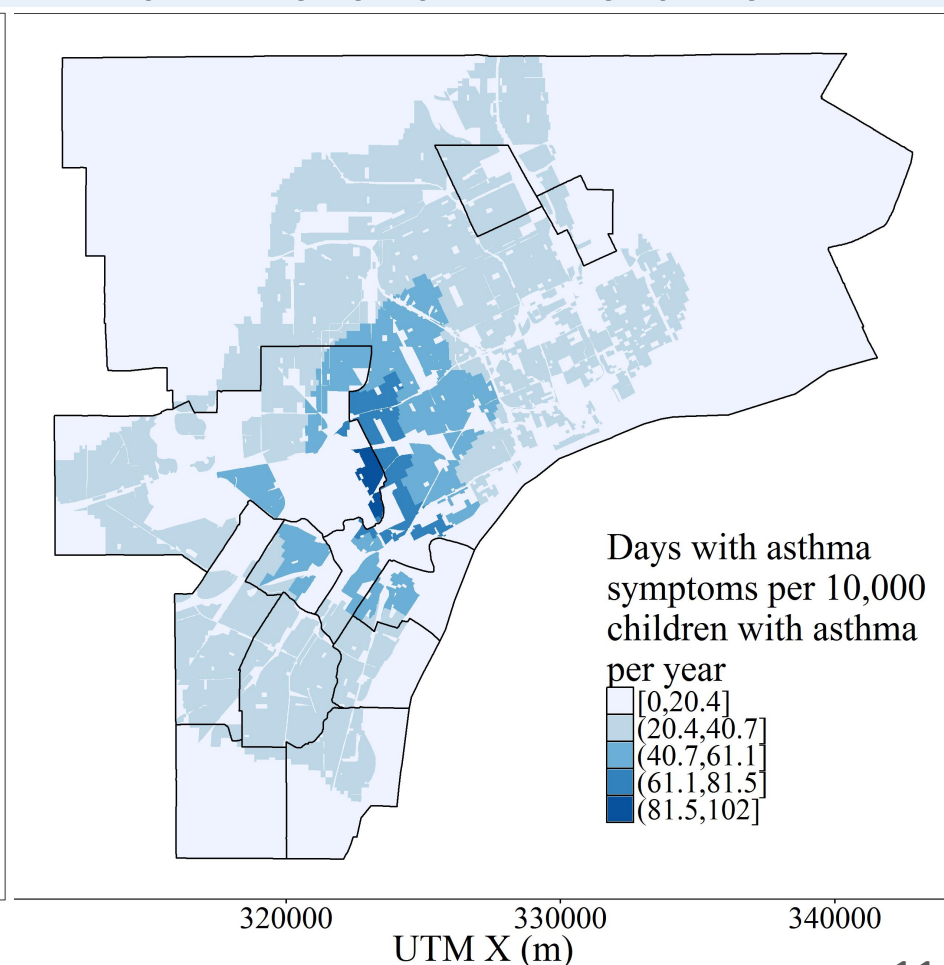 Days with asthma
symptoms per 10,000
children with asthma
per year
[0,20.4]
(20.4,40.7]
(40.7,61.1]
(61.1,81.5]
(81.5,102]
320000 330000 340000
UTM X (m)